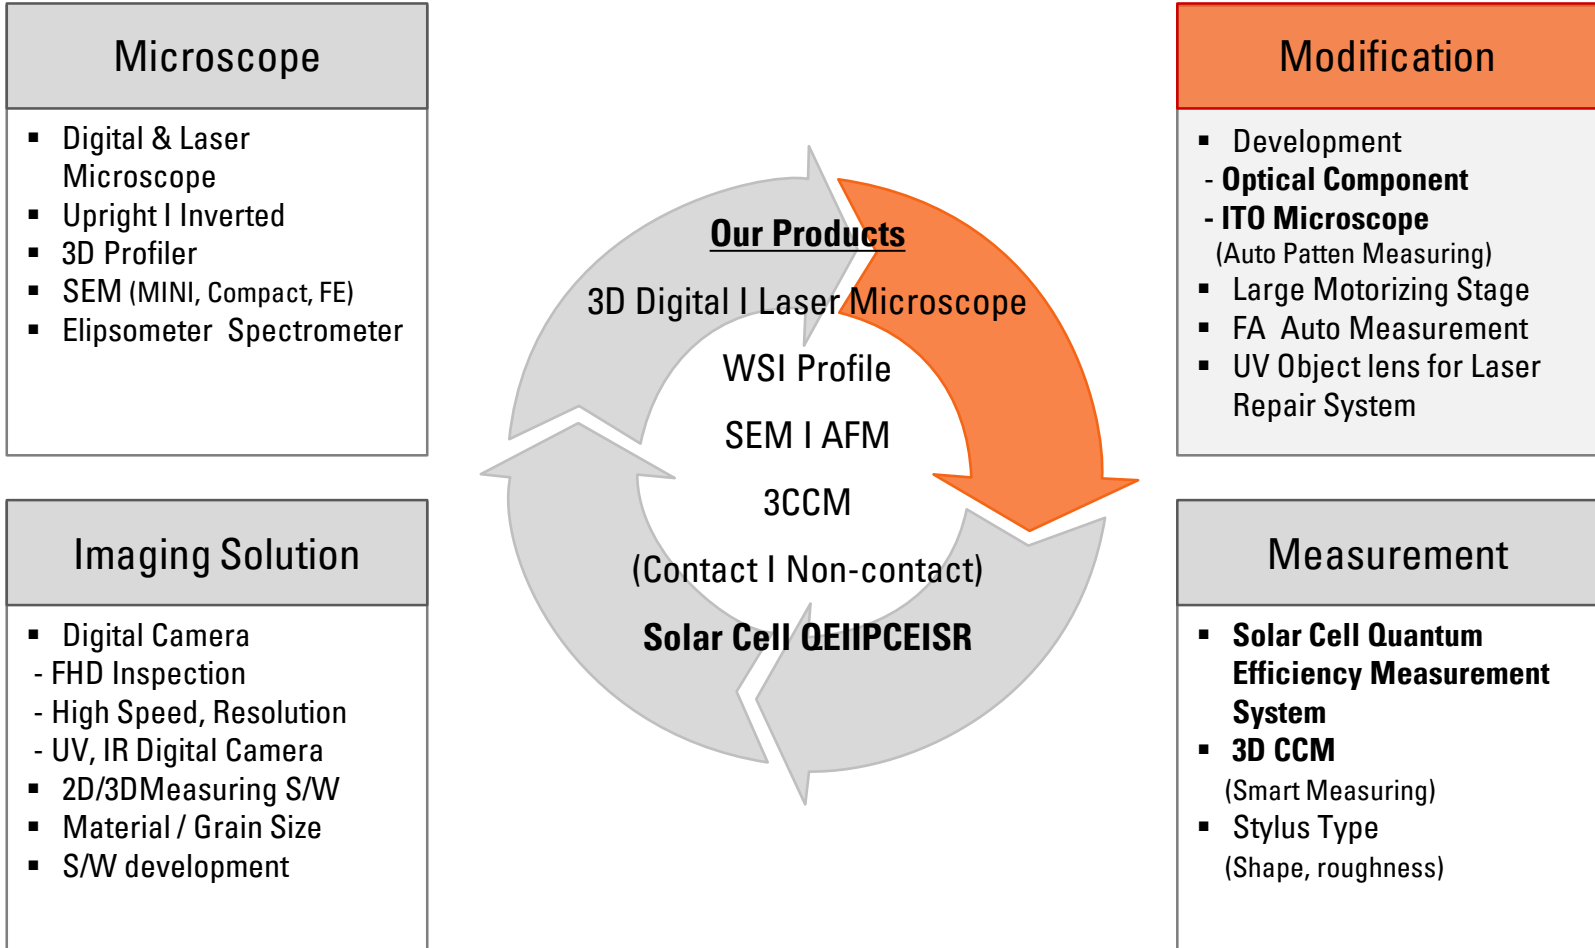 Microscope
▪ Digital & Laser
Microscope
▪ Upright I Inverted
▪ 3D Profiler
▪ SEM (MINI, Compact, FE)
▪ Elipsometer Spectrometer
Modification
▪ Development
- Optical Component
- ITO Microscope
(Auto Patten Measuring)
▪ Large Motorizing Stage
▪ FA Auto Measurement
▪ UV Object lens for Laser
Repair System
Our Products
3D Digital I Laser Microscope
WSI Profile
SEM I AFM
3CCM
(Contact I Non-contact)
Solar Cell QEIIPCEISR
Imaging Solution
▪ Digital Camera
- FHD Inspection
- High Speed, Resolution
- UV, IR Digital Camera
▪ 2D/3DMeasuring S/W
▪ Material / Grain Size
▪ S/W development
Measurement
▪ Solar Cell Quantum
Efficiency Measurement
System
▪ 3D CCM
(Smart Measuring)
▪ Stylus Type
(Shape, roughness)